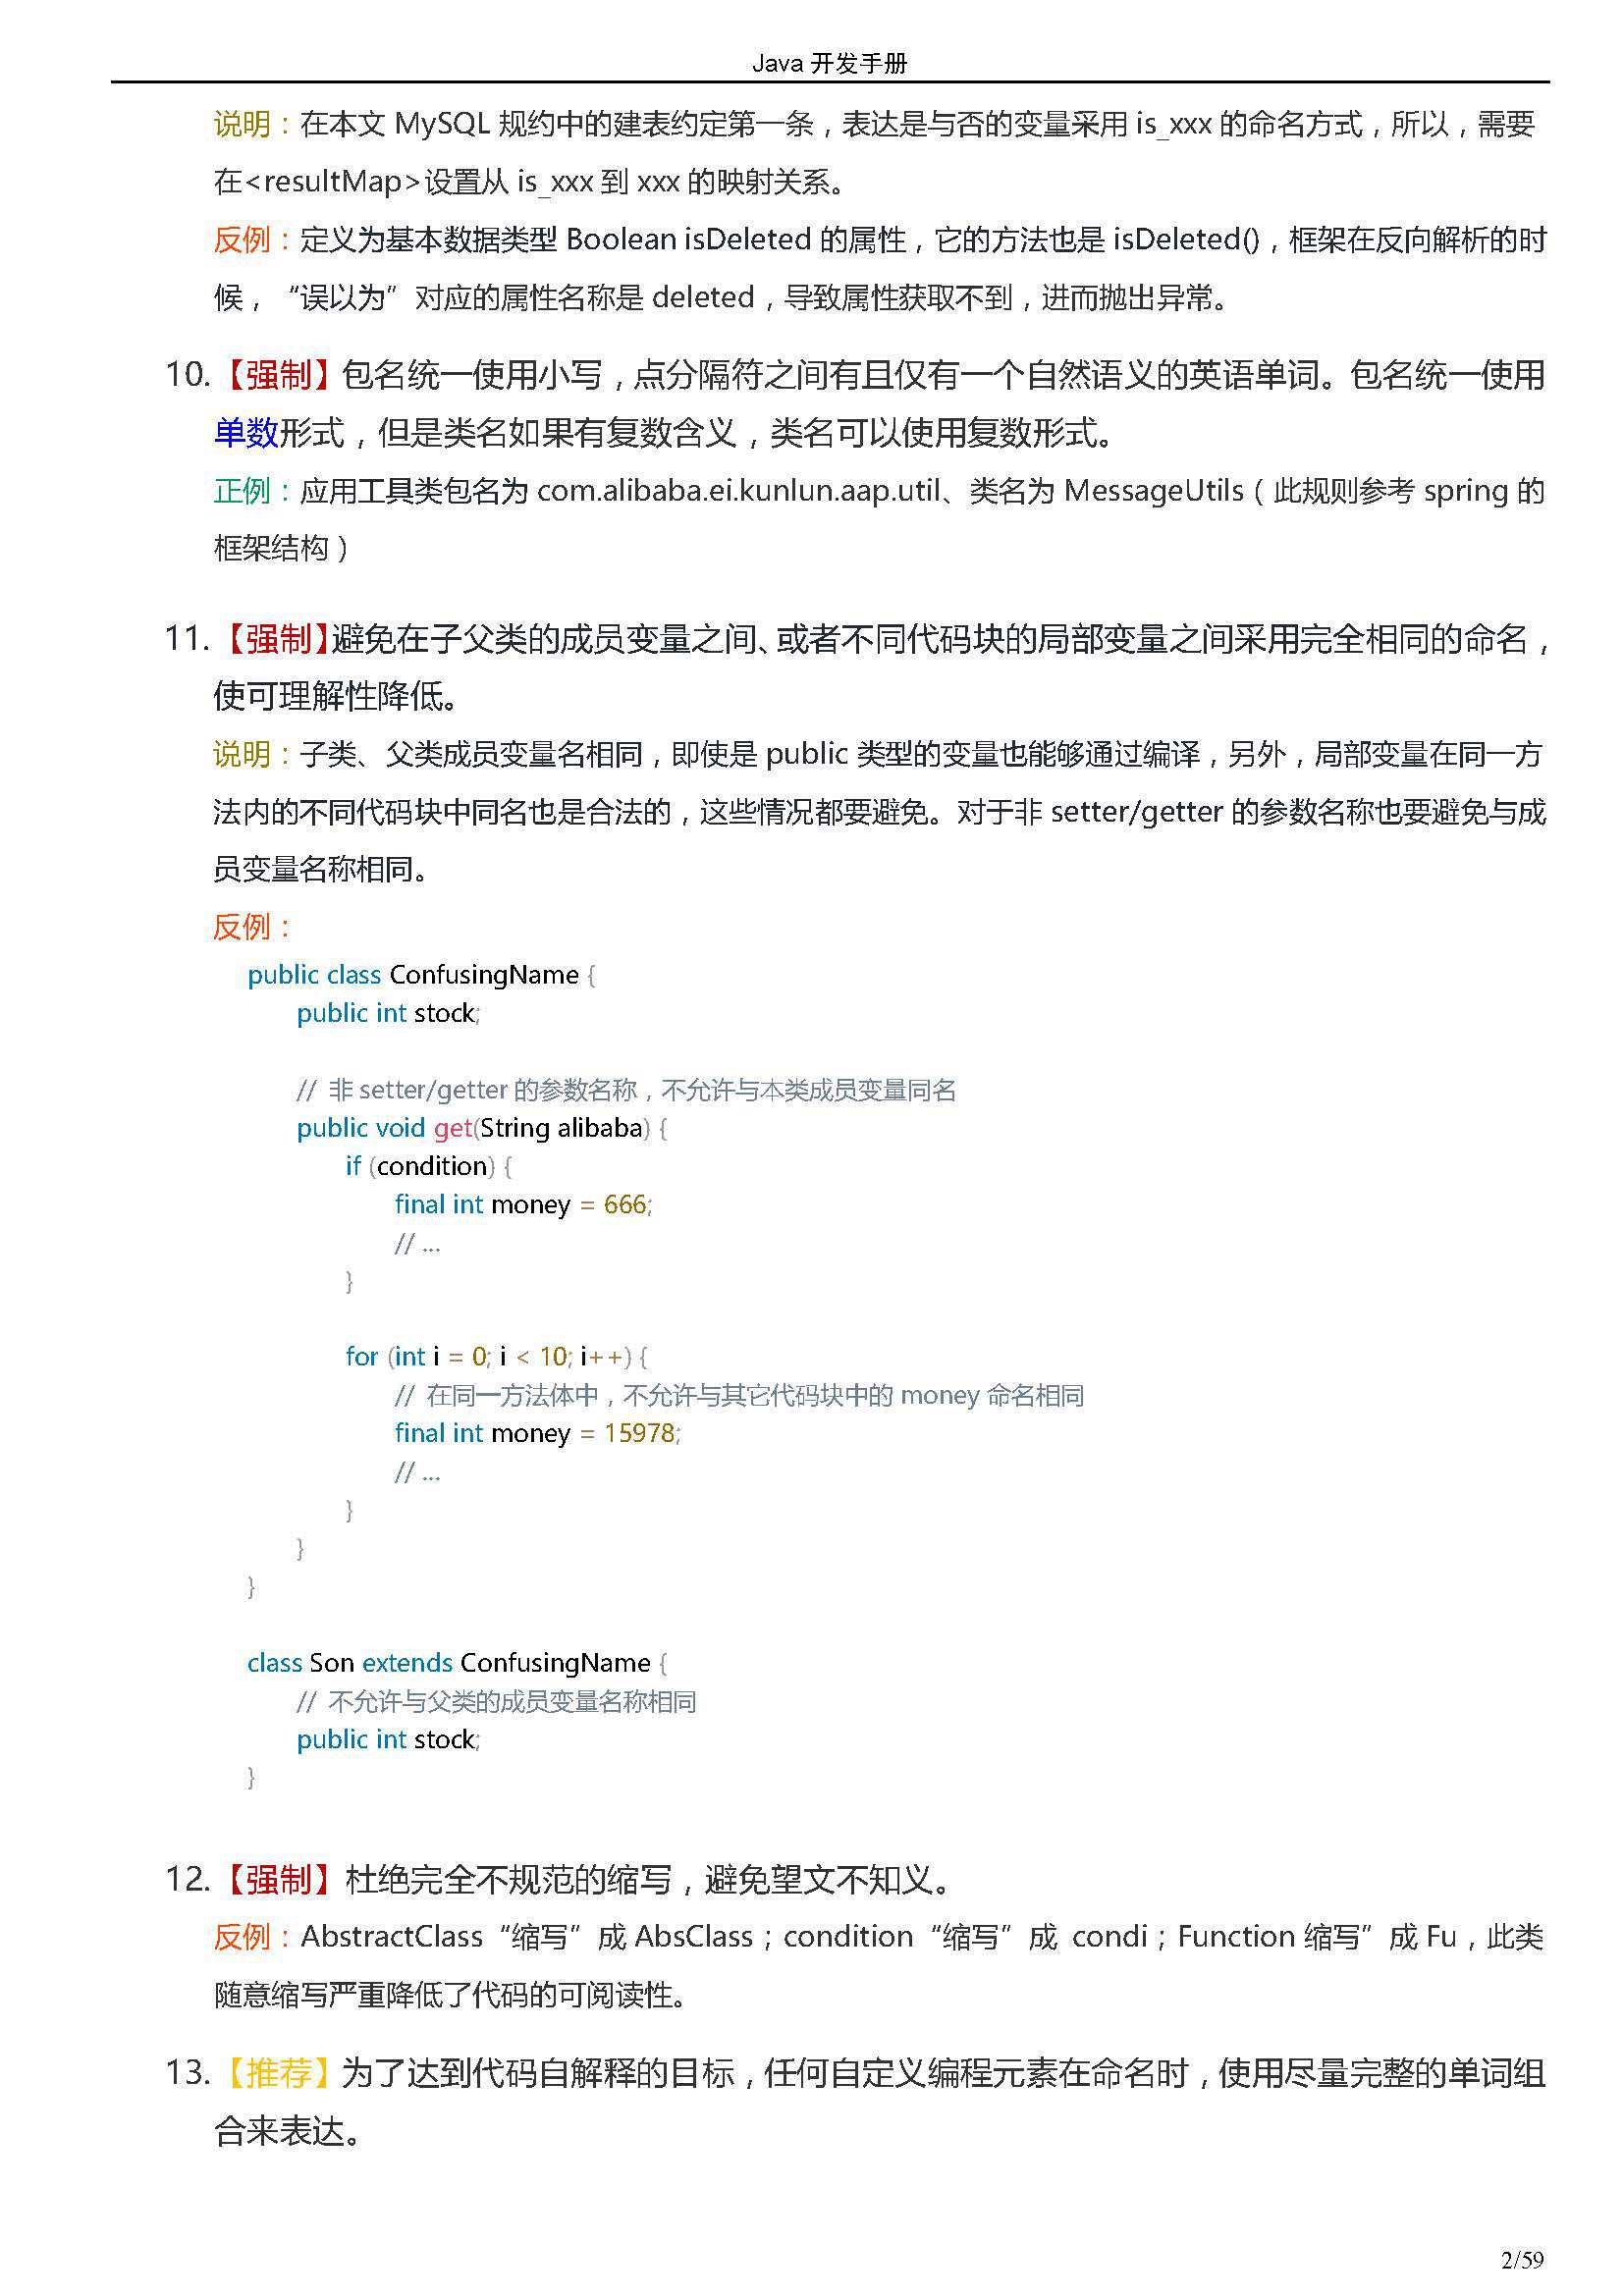 Java 开发手册
说明：在本文 MySQL 规约中的建表约定第一条，表达是与否的变量采用 is_xxx 的命名方式，所以，需要
在<resultMap>设置从 is_xxx 到 xxx 的映射关系。
反例：定义为基本数据类型 Boolean isDeleted 的属性，它的方法也是 isDeleted()，框架在反向解析的时
候，“误以为”对应的属性名称是 deleted，导致属性获取不到，进而抛出异常。
10.【强制】包名统一使用小写，点分隔符之间有且仅有一个自然语义的英语单词。包名统一使用
单数形式，但是类名如果有复数含义，类名可以使用复数形式。
正例：应用工具类包名为 com.alibaba.ei.kunlun.aap.util、类名为 MessageUtils（此规则参考 spring 的
框架结构）
11.【强制】避免在子父类的成员变量之间、或者不同代码块的局部变量之间采用完全相同的命名，
使可理解性降低。
说明：子类、父类成员变量名相同，即使是 public 类型的变量也能够通过编译，另外，局部变量在同一方
法内的不同代码块中同名也是合法的，这些情况都要避免。对于非 setter/getter 的参数名称也要避免与成
员变量名称相同。
反例：
public class ConfusingName {
public int stock;
// 非 setter/getter 的参数名称，不允许与本类成员变量同名
public void get(String alibaba) {
if (condition) {
final int money = 666;
// ...
}
for (int i = 0; i < 10; i++) {
// 在同一方法体中，不允许与其它代码块中的 money 命名相同
final int money = 15978;
// ...
}
}
}
class Son extends ConfusingName {
// 不允许与父类的成员变量名称相同
public int stock;
}
12.【强制】杜绝完全不规范的缩写，避免望文不知义。
反例：AbstractClass“缩写”成 AbsClass；condition“缩写”成 condi；Function 缩写”成 Fu，此类
随意缩写严重降低了代码的可阅读性。
13.【推荐】为了达到代码自解释的目标，任何自定义编程元素在命名时，使用尽量完整的单词组
合来表达。
2/59